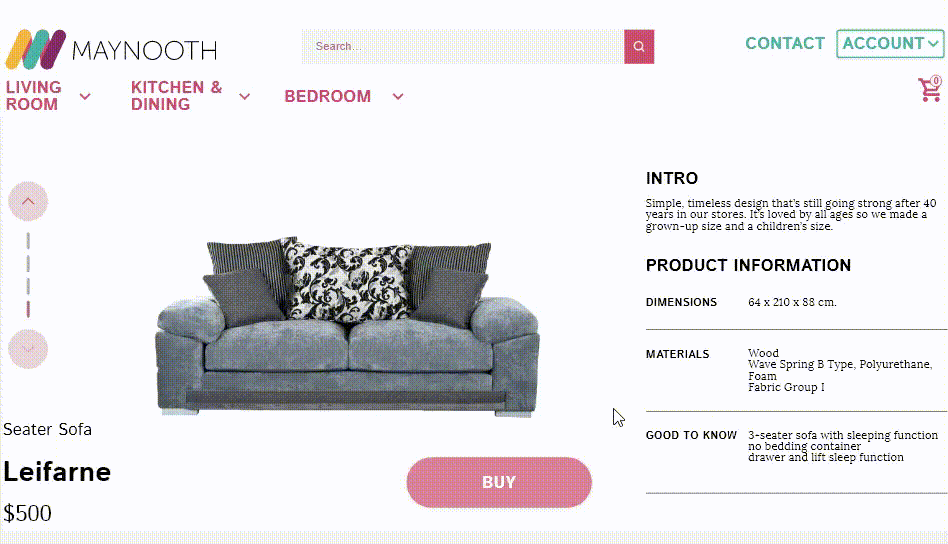 MAYNOOTH
Search...
CONTACT
ACCOUNT
LIVING
ROOM
KITCHEN &
DINING
BEDROOM
0
INTRO
Simple, timeless design that's still going strong after 40
years in our stores. It's loved by all ages so we made a
grown-up size and a children's size.
PRODUCT INFORMATION
DIMENSIONS 64 x 210 x 88 cm.
MATERIALS Wood
Wave Spring B Type, Polyurethane,
Foam
Fabric Group I
GOOD TO KNOW 3-seater sofa with sleeping function
no bedding container
drawer and lift sleep function
Seater Sofa
Leifarne
$500
BUY